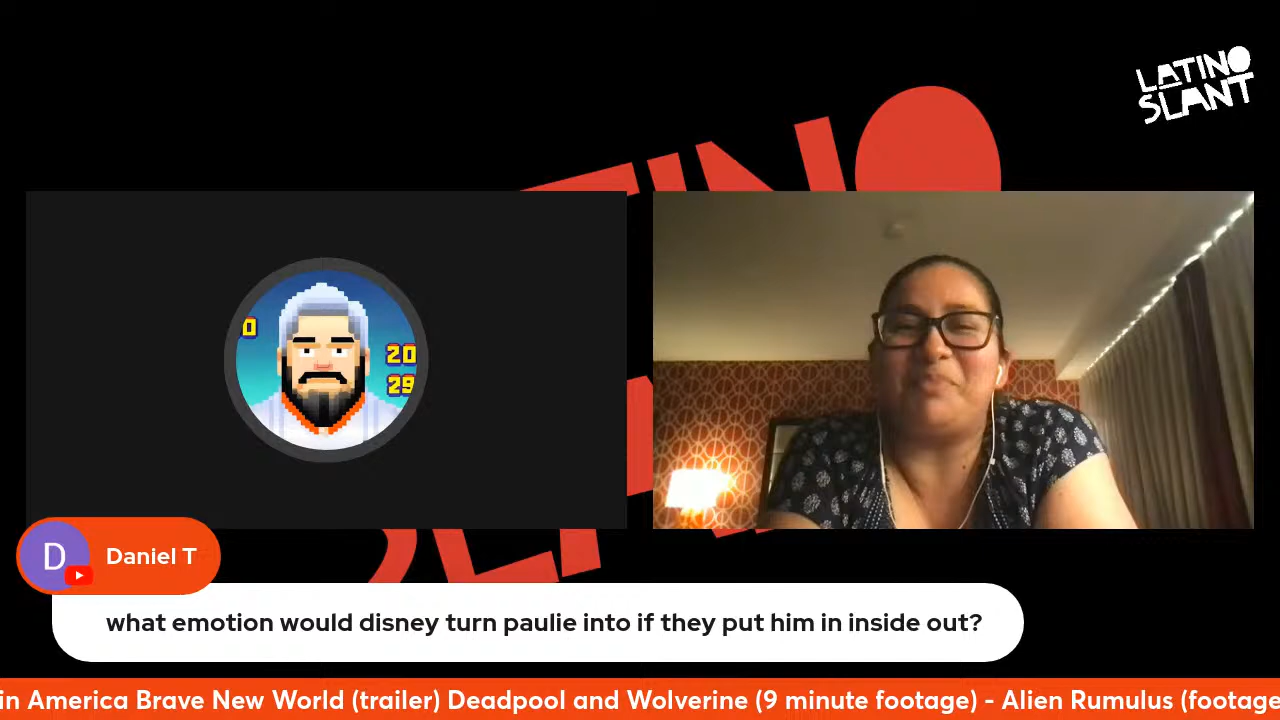 LATINO
SLANT
0
20
29
Daniel T
D
what emotion would disney turn paulie into if they put him in inside out?
in America Brave New World (trailer) Deadpool and Wolverine (9 minute footage) - Alien Rumulus (footage